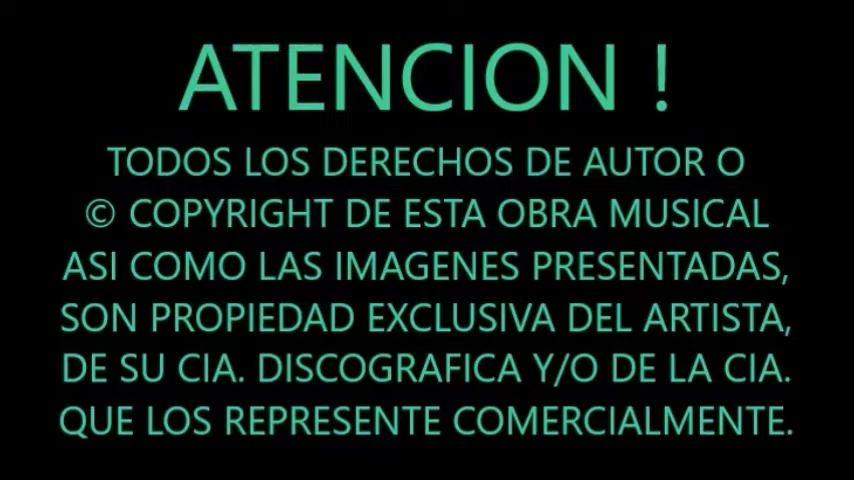 ATENCION !
TODOS LOS DERECHOS DE AUTOR O
© COPYRIGHT DE ESTA OBRA MUSICAL
ASI COMO LAS IMAGENES PRESENTADAS,
SON PROPIEDAD EXCLUSIVA DEL ARTISTA,
DE SU CIA. DISCOGRAFICA Y/O DE LA CIA.
QUE LOS REPRESENTE COMERCIALMENTE.